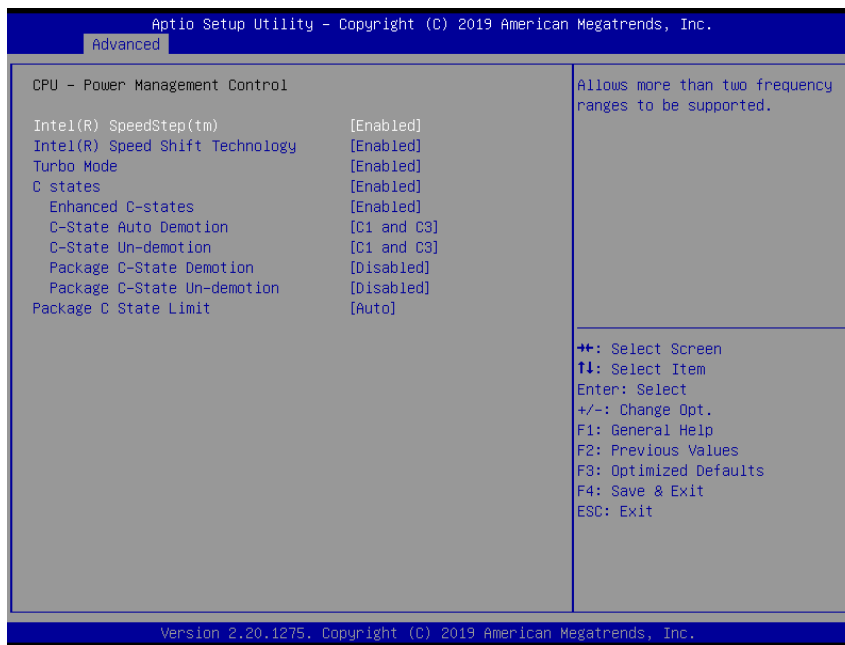 Aptio Setup Utility – Copyright (C) 2019 American Megatrends, Inc.
Advanced
CPU – Power Management Control
Intel(R) SpeedStep(tm) [Enabled]
Intel(R) Speed Shift Technology [Enabled]
Turbo Mode [Enabled]
C states [Enabled]
Enhanced C-states [Enabled]
C-State Auto Demotion [C1 and C3]
C-State Un-demotion [C1 and C3]
Package C-State Demotion [Disabled]
Package C-State Un-demotion [Disabled]
Package C State Limit [Auto]
Allows more than two frequency
ranges to be supported.
→←: Select Screen
↑↓: Select Item
Enter: Select
+/-: Change Opt.
F1: General Help
F2: Previous Values
F3: Optimized Defaults
F4: Save & Exit
ESC: Exit
Version 2.20.1275. Copyright (C) 2019 American Megatrends, Inc.